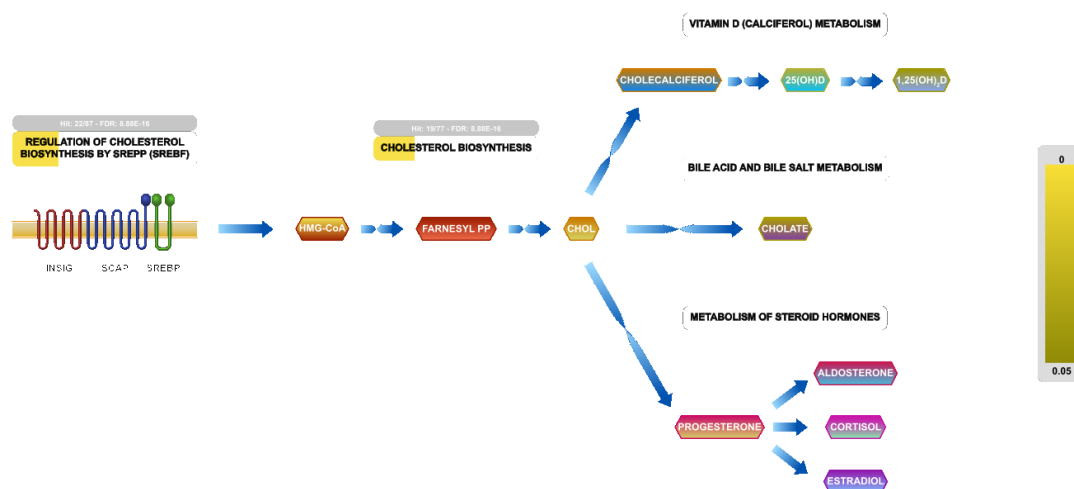 VITAMIN D (CALCIFEROL) METABOLISM
CHOLECALCIFEROL
25(OH)D
1,25(OH)2D
Hit: 22/87 - FDR: 8.88E-16
REGULATION OF CHOLESTEROL
BIOSYNTHESIS BY SREPP (SREBF)
Hit: 19/77 - FDR: 8.88E-16
CHOLESTEROL BIOSYNTHESIS
BILE ACID AND BILE SALT METABOLISM
0
HMG-CoA
FARNESYL PP
CHOL
CHOLATE
INSIG
SCAP
SREBP
METABOLISM OF STEROID HORMONES
0.05
ALDOSTERONE
PROGESTERONE
CORTISOL
ESTRADIOL